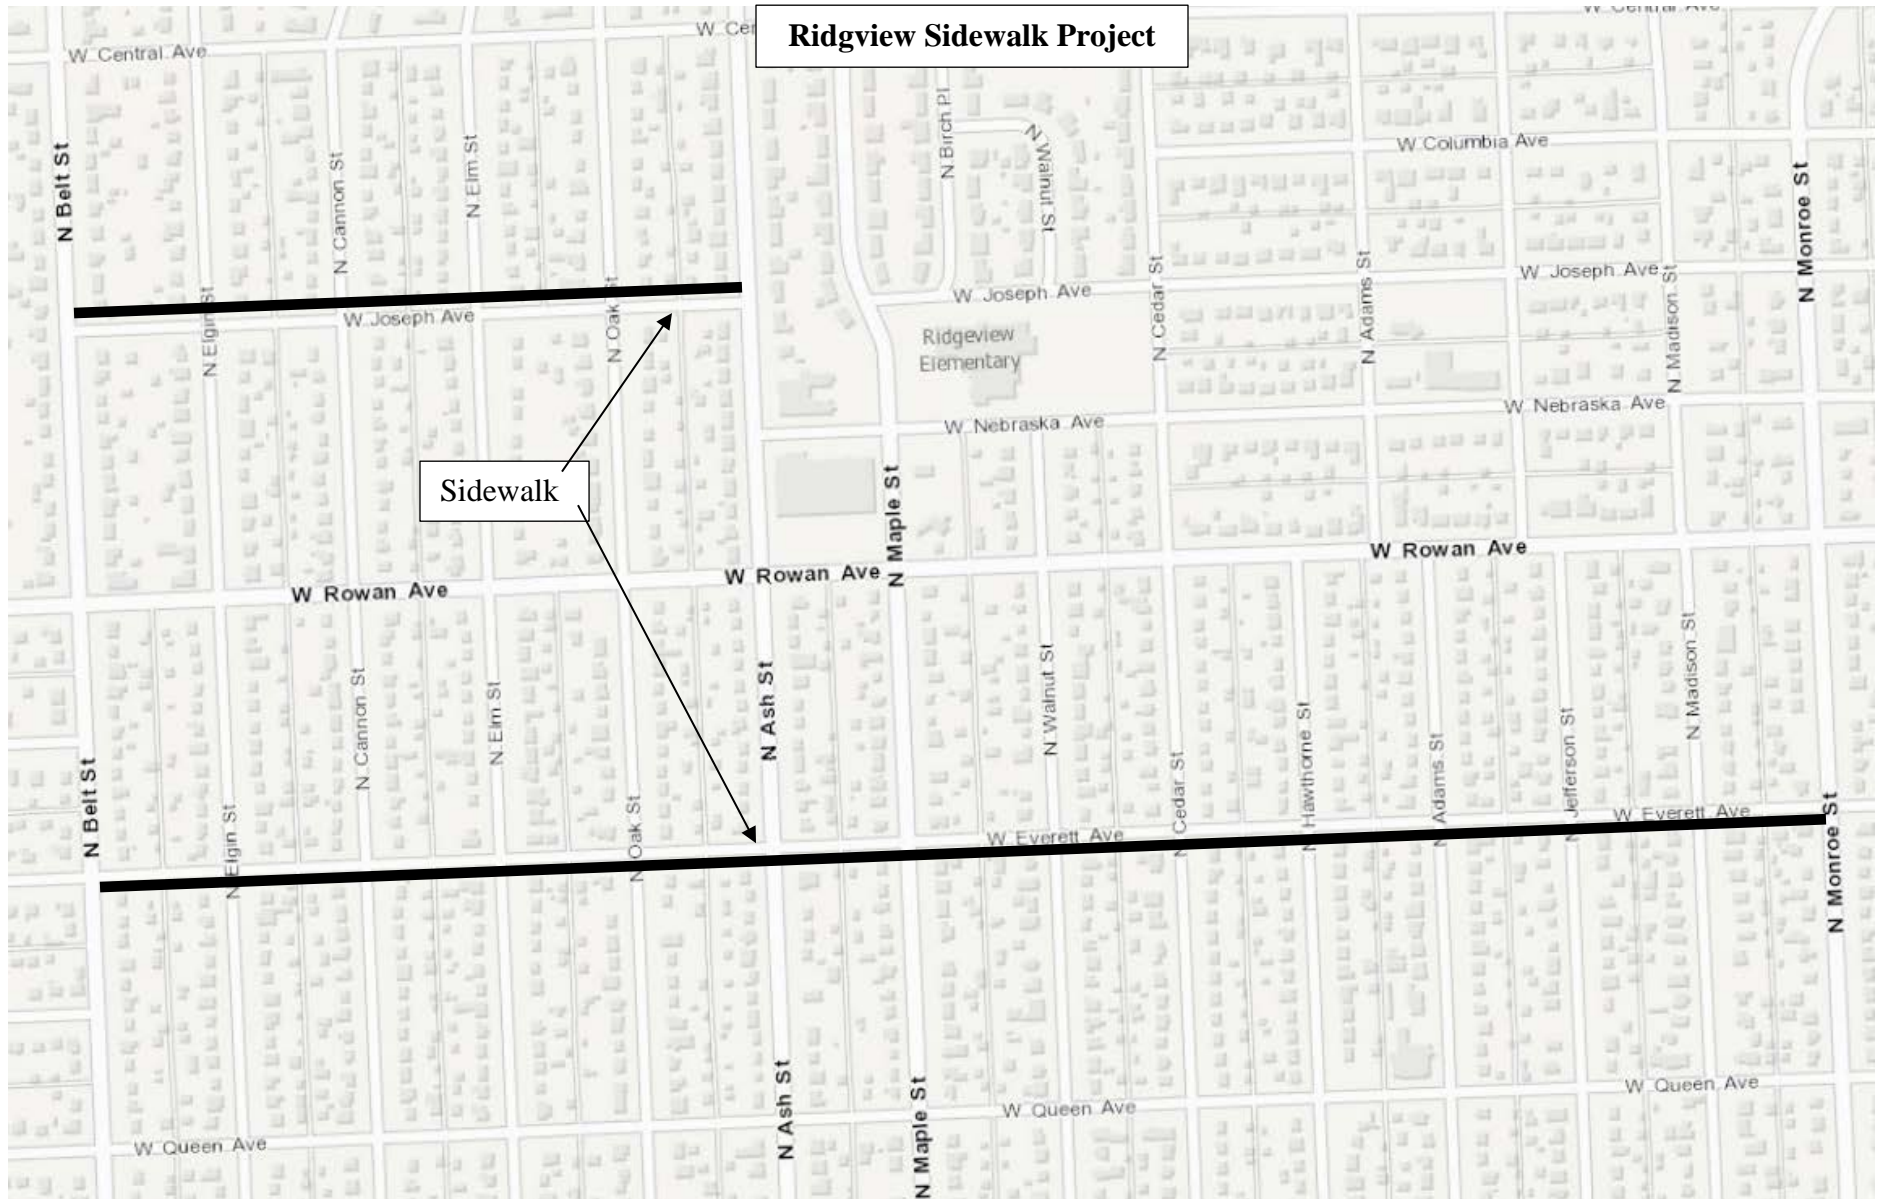 Ridgview Sidewalk Project
W Central Ave
W Cer
W Central Ave
N Belt St
N Cannon St
N Elm St
N Birch Pl
N Walnut St
W Columbia Ave
N Monroe St
N Elgin St
W Joseph Ave
N Oak St
W Joseph Ave
N Cedar St
N Adams St
W Joseph Ave
N Madison St
Ridgeview
Elementary
W Nebraska Ave
W Nebraska Ave
Sidewalk
N Maple St
W Rowan Ave
W Rowan Ave
W Rowan Ave
N Belt St
N Elgin St
N Cannon St
N Elm St
N Oak St
N Ash St
N Walnut St
N Cedar St
N Hawthorne St
N Adams St
N Jefferson St
N Madison St
W Everett Ave
W Everett Ave
N Monroe St
W Queen Ave
N Ash St
N Maple St
W Queen Ave
W Queen Ave